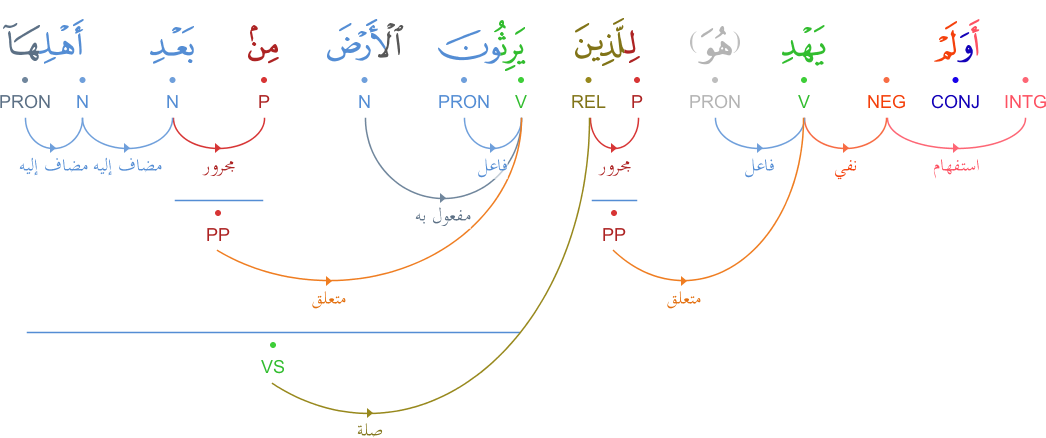 أَوَلَمْ يَهْدِ (هُوَ) لِلَّذِينَ يَرِثُونَ ٱلْأَرْضَ مِنۢ بَعْدِ أَهْلِهَآ
INTG CONJ NEG V PRON P REL V PRON N P N N PRON
استفهام نفي فاعل مجرور فاعل مجرور مضاف إليه مضاف إليه
مفعول به
PP PP
متعلق متعلق
VS
صلة